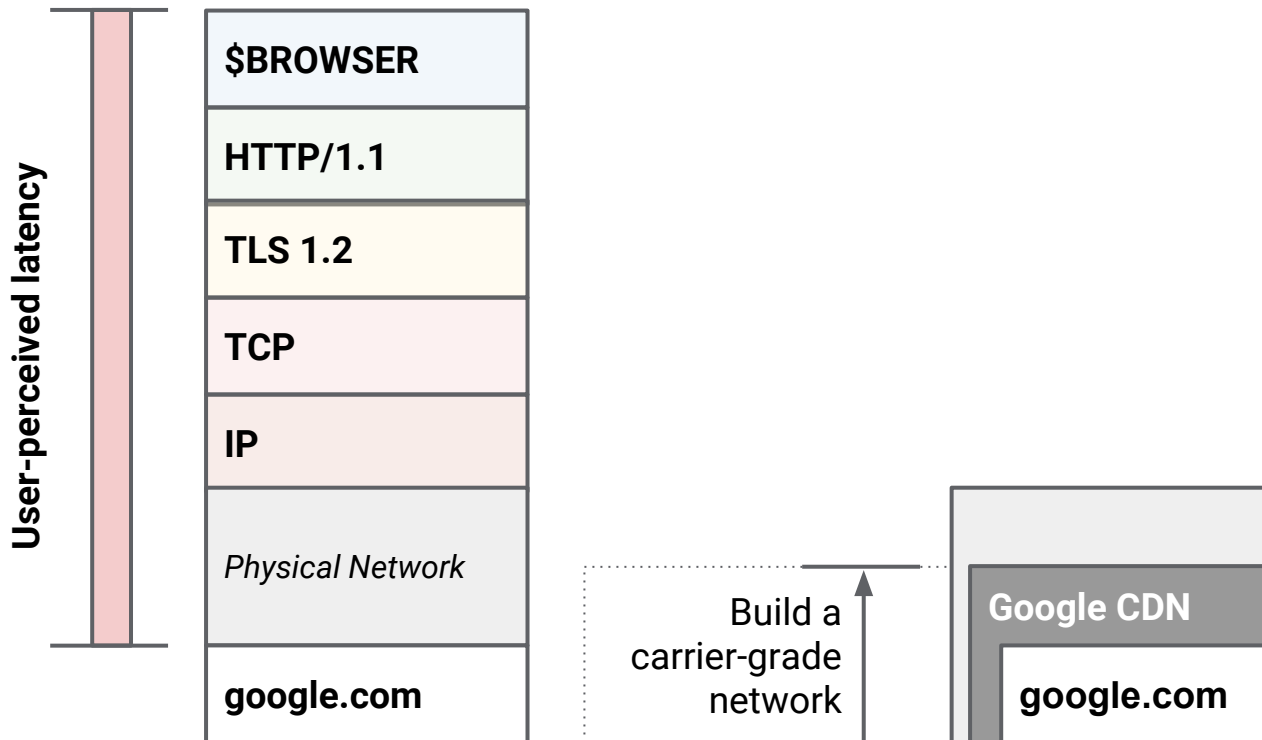 User-perceived latency
$BROWSER
HTTP/1.1
TLS 1.2
TCP
IP
Physical Network
google.com
Build a
carrier-grade
network
Google CDN
google.com